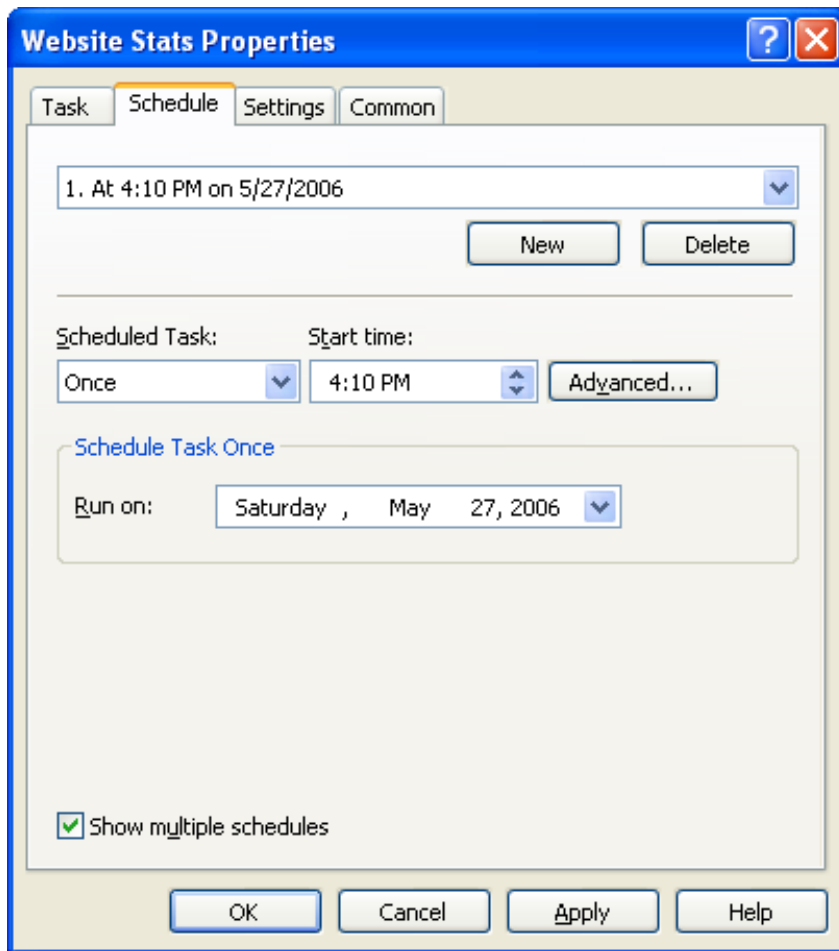 Website Stats Properties
Task Schedule Settings Common
1. At 4:10 PM on 5/27/2006
New Delete
Scheduled Task: Start time:
Once 4:10 PM Advanced...
Schedule Task Once
Run on: Saturday , May 27, 2006
Show multiple schedules
OK Cancel Apply Help